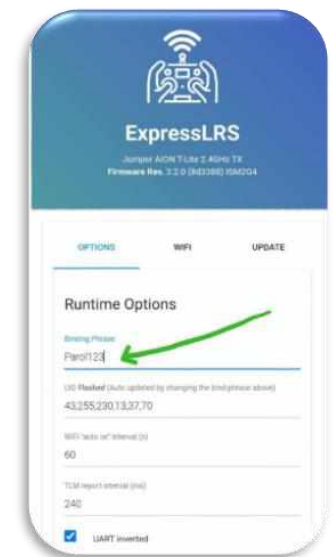 ExpressLRS
Jumper AION T-Lite 2.4GHz TX
Firmware Rev. 3.2.0 (8d3388) ISM2G4
OPTIONS WIFI UPDATE
Runtime Options
Binding Phrase
Parol123
UID Flashed (Auto updated by changing the bind phrase above)
43,255,230,13,37,70
WiFi "auto on" interval (s)
60
TLM report interval (ms)
240
UART inverted